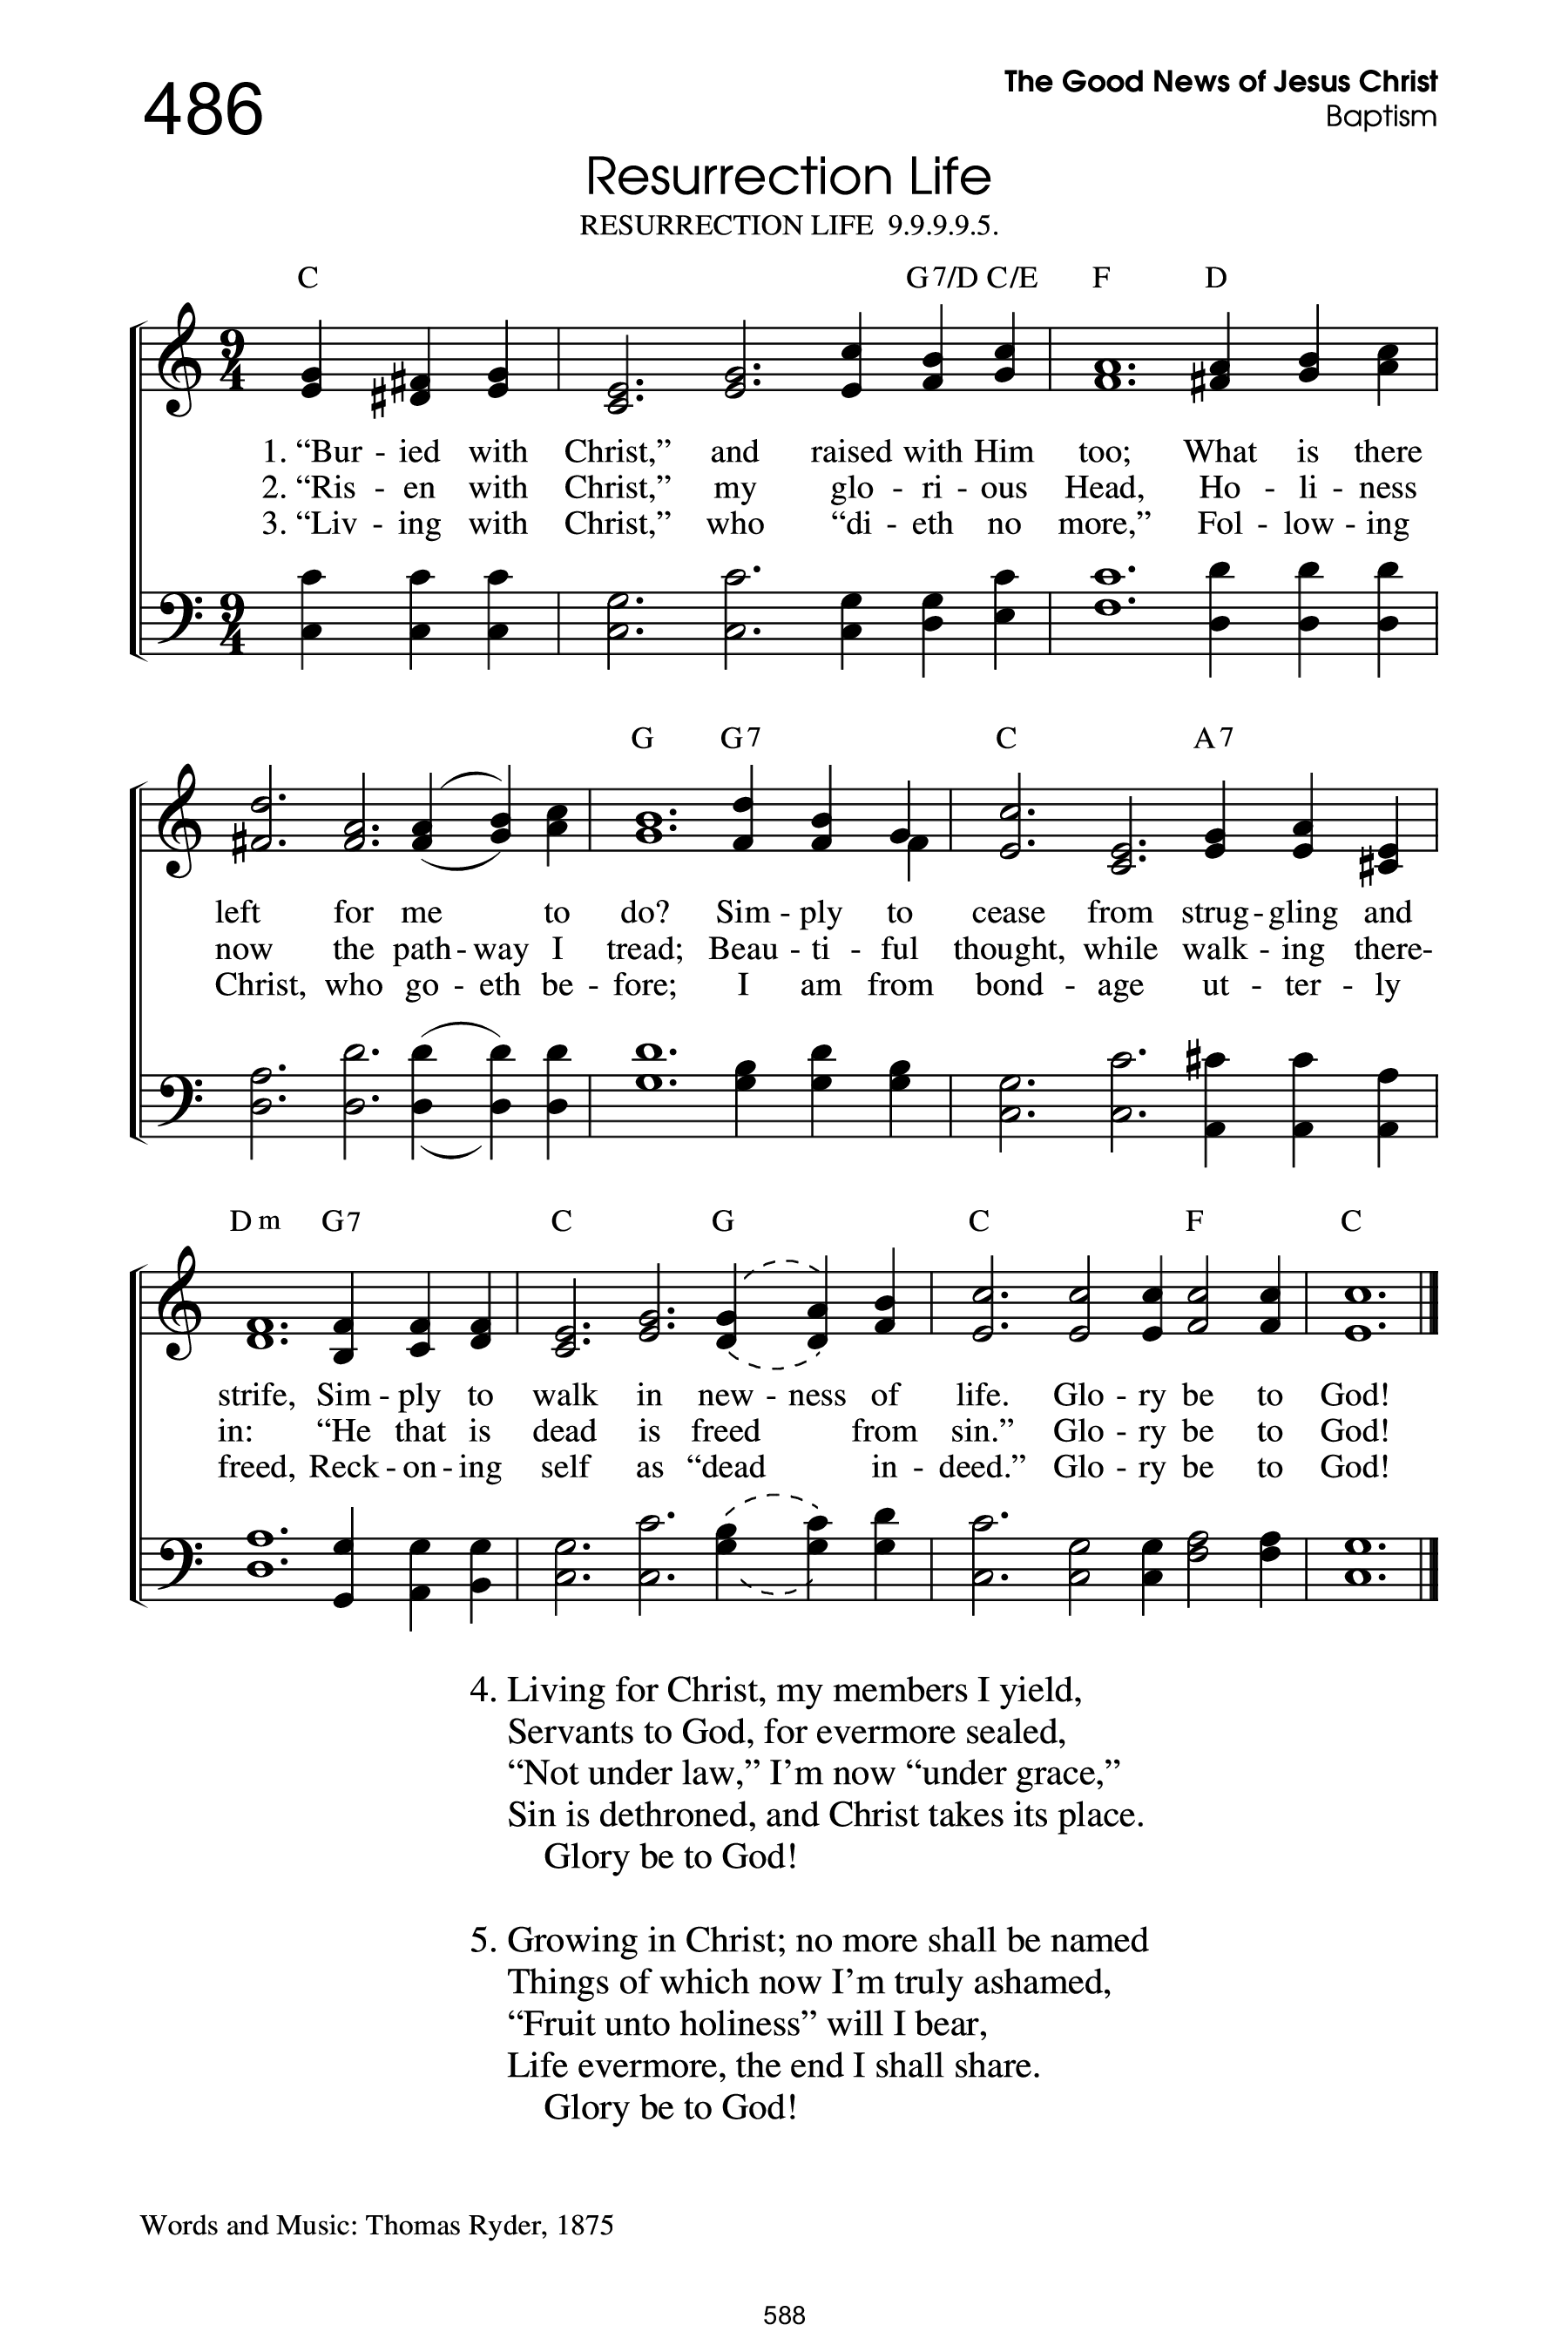 486
The Good News of Jesus Christ
Baptism
Resurrection Life
RESURRECTION LIFE 9.9.9.9.5.
C G7/D C/E F D
1. “Bur - ied with Christ,” and raised with Him too; What is there
2. “Ris - en with Christ,” my glo - ri - ous Head, Ho - li - ness
3. “Liv - ing with Christ,” who “di - eth no more,” Fol - low - ing
G G7 C A7
left for me to do? Sim - ply to cease from strug - gling and
now the path - way I tread; Beau - ti - ful thought, while walk - ing there-
Christ, who go - eth be - fore; I am from bond - age ut - ter - ly
Dm G7 C G C F C
strife, Sim - ply to walk in new - ness of life. Glo - ry be to God!
in: “He that is dead is freed from sin.” Glo - ry be to God!
freed, Reck - on - ing self as “dead in - deed.” Glo - ry be to God!
4. Living for Christ, my members I yield,
Servants to God, for evermore sealed,
“Not under law,” I’m now “under grace,”
Sin is dethroned, and Christ takes its place.
Glory be to God!
5. Growing in Christ; no more shall be named
Things of which now I’m truly ashamed,
“Fruit unto holiness” will I bear,
Life evermore, the end I shall share.
Glory be to God!
Words and Music: Thomas Ryder, 1875
588